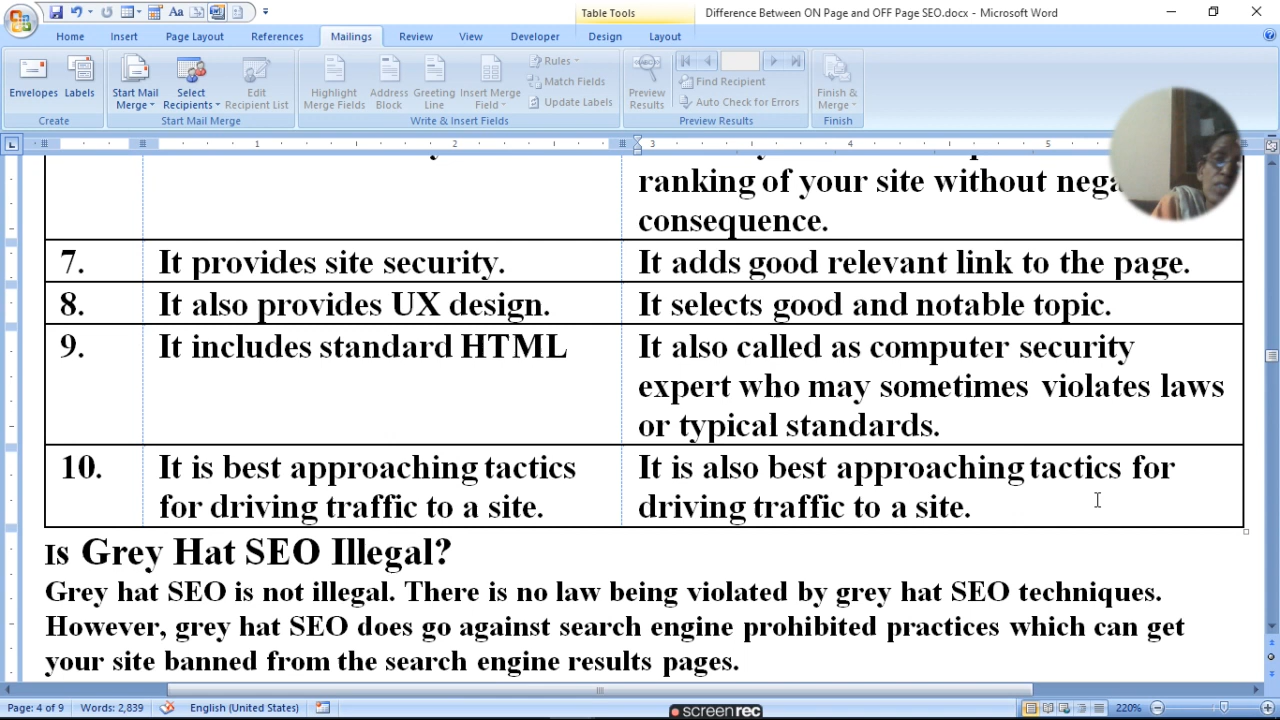 Table Tools
Difference Between ON Page and OFF Page SEO.docx - Microsoft Word
Home Insert Page Layout References Mailings Review View Developer Design Layout
Envelopes Labels
Create
Start Mail Merge Select Recipients Edit Recipient List
Start Mail Merge
Highlight Merge Fields Address Block Greeting Line Insert Merge Field
Rules
Match Fields
Update Labels
Write & Insert Fields
Preview Results
Find Recipient
Auto Check for Errors
Preview Results
Finish & Merge
Finish
1 2 3 4 5
ranking of your site without
consequence.
7. It provides site security. It adds good relevant link to the page.
8. It also provides UX design. It selects good and notable topic.
9. It includes standard HTML It also called as computer security
expert who may sometimes violates laws
or typical standards.
10. It is best approaching tactics It is also best approaching tactics for
for driving traffic to a site. driving traffic to a site.
Is Grey Hat SEO Illegal?
Grey hat SEO is not illegal. There is no law being violated by grey hat SEO techniques.
However, grey hat SEO does go against search engine prohibited practices which can get
your site banned from the search engine results pages.
Page: 4 of 9 Words: 2,839 English (United States) 220%
screenrec